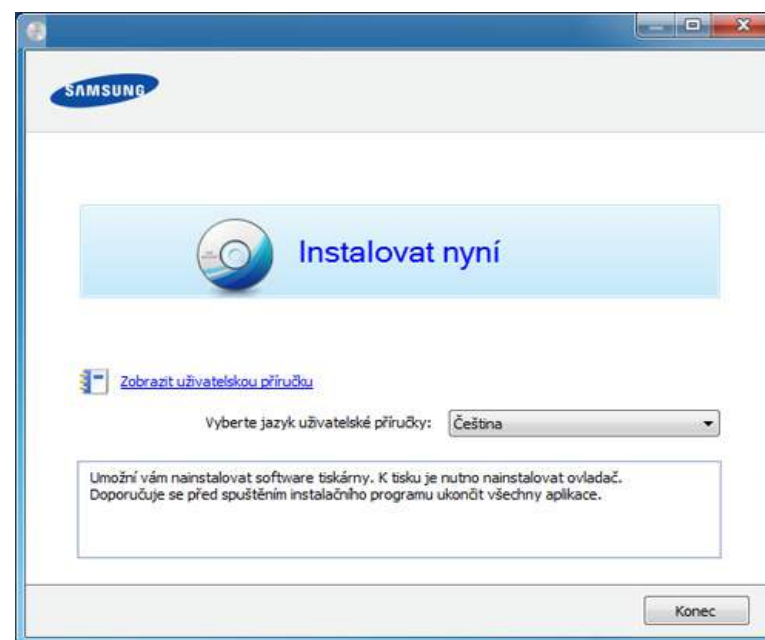 SAMSUNG
Instalovat nyní
Zobrazit uživatelskou příručku
Vyberte jazyk uživatelské příručky: Čeština
Umožní vám nainstalovat software tiskárny. K tisku je nutno nainstalovat ovladač.
Doporučuje se před spuštěním instalačního programu ukončit všechny aplikace.
Konec